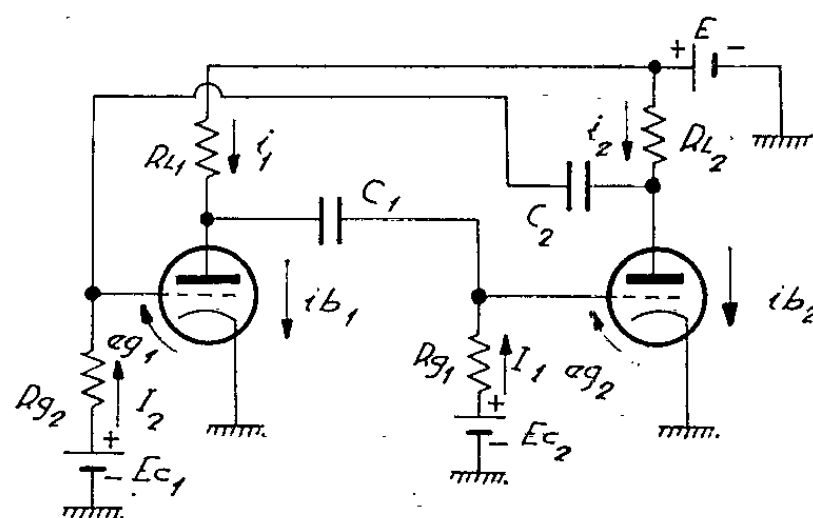 E
+ -
RL1
i1
i2
RL2
C1
C2
eg1
ib1
ib2
Rg2
I2
Rg1
I1
eg2
+
-
Ec1
+
-
Ec2